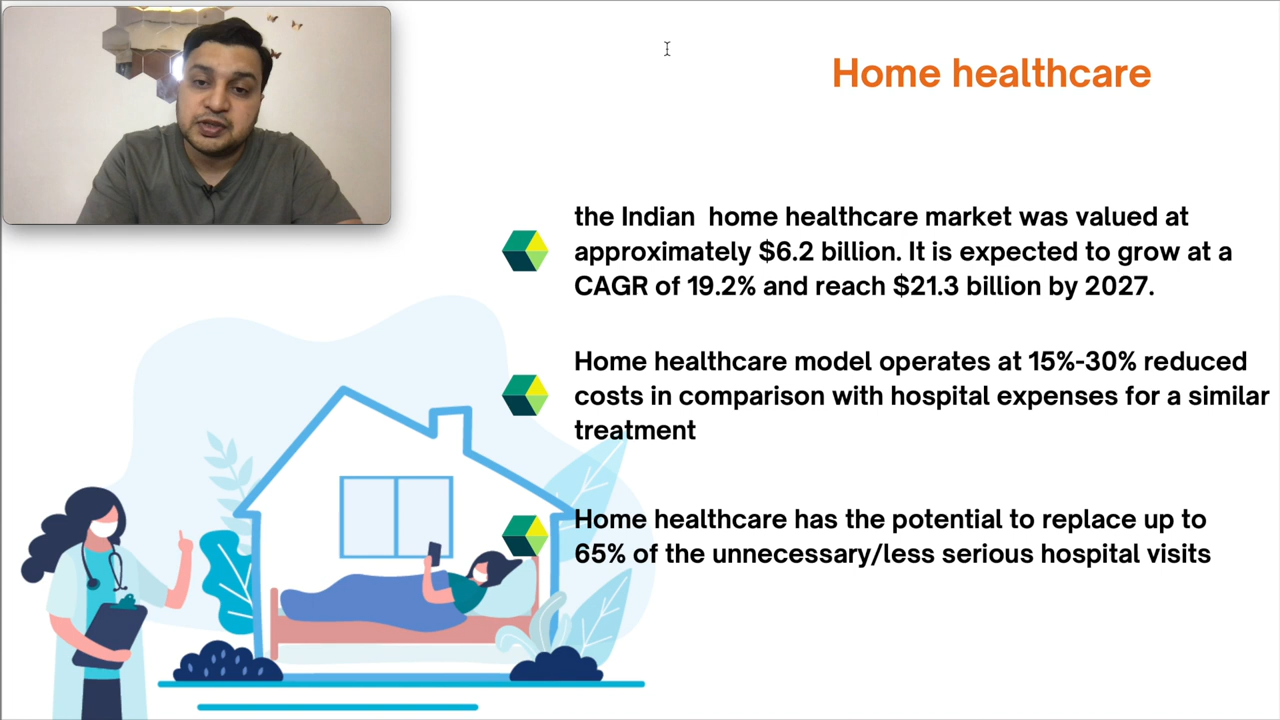 Home healthcare
the Indian  home healthcare market was valued at
approximately $6.2 billion. It is expected to grow at a
CAGR of 19.2% and reach $21.3 billion by 2027.
Home healthcare model operates at 15%-30% reduced
costs in comparison with hospital expenses for a similar
treatment
Home healthcare has the potential to replace up to
65% of the unnecessary/less serious hospital visits